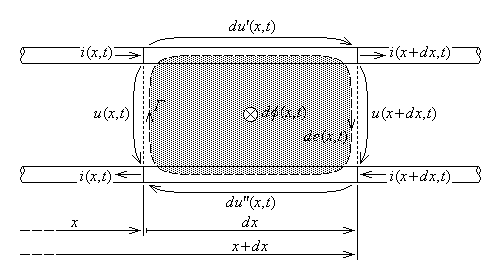 du'(x,t)
i(x,t)
i(x+dx,t)
u(x,t)
Γ
dϕ(x,t)
de(x,t)
u(x+dx,t)
i(x,t)
i(x+dx,t)
du"(x,t)
x
dx
x+dx